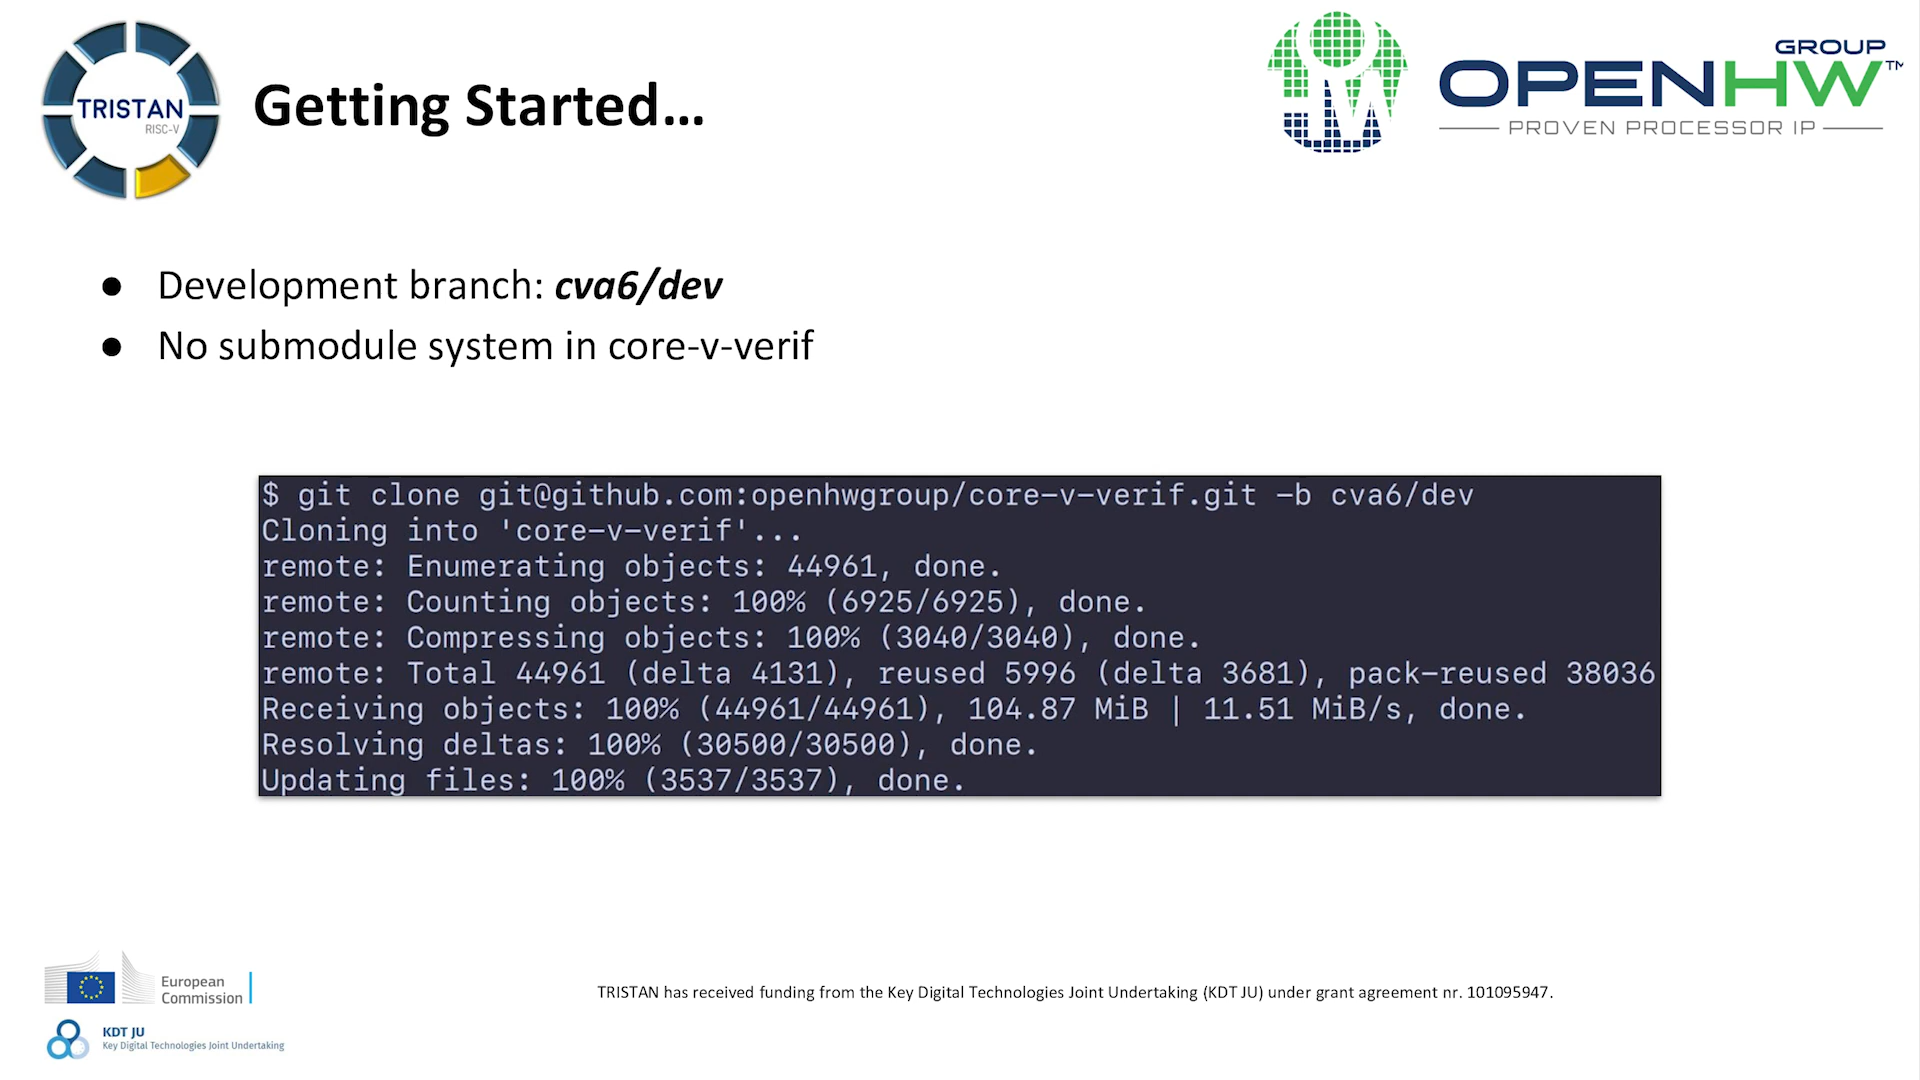 TRISTAN
RISC-V
Getting Started...
GROUP
OPENHW™
PROVEN PROCESSOR IP
● Development branch: cva6/dev
● No submodule system in core-v-verif
$ git clone git@github.com:openhwgroup/core-v-verif.git -b cva6/dev
Cloning into 'core-v-verif'...
remote: Enumerating objects: 44961, done.
remote: Counting objects: 100% (6925/6925), done.
remote: Compressing objects: 100% (3040/3040), done.
remote: Total 44961 (delta 4131), reused 5996 (delta 3681), pack-reused 38036
Receiving objects: 100% (44961/44961), 104.87 MiB | 11.51 MiB/s, done.
Resolving deltas: 100% (30500/30500), done.
Updating files: 100% (3537/3537), done.
European
Commission
TRISTAN has received funding from the Key Digital Technologies Joint Undertaking (KDT JU) under grant agreement nr. 101095947.
KDT JU
Key Digital Technologies Joint Undertaking